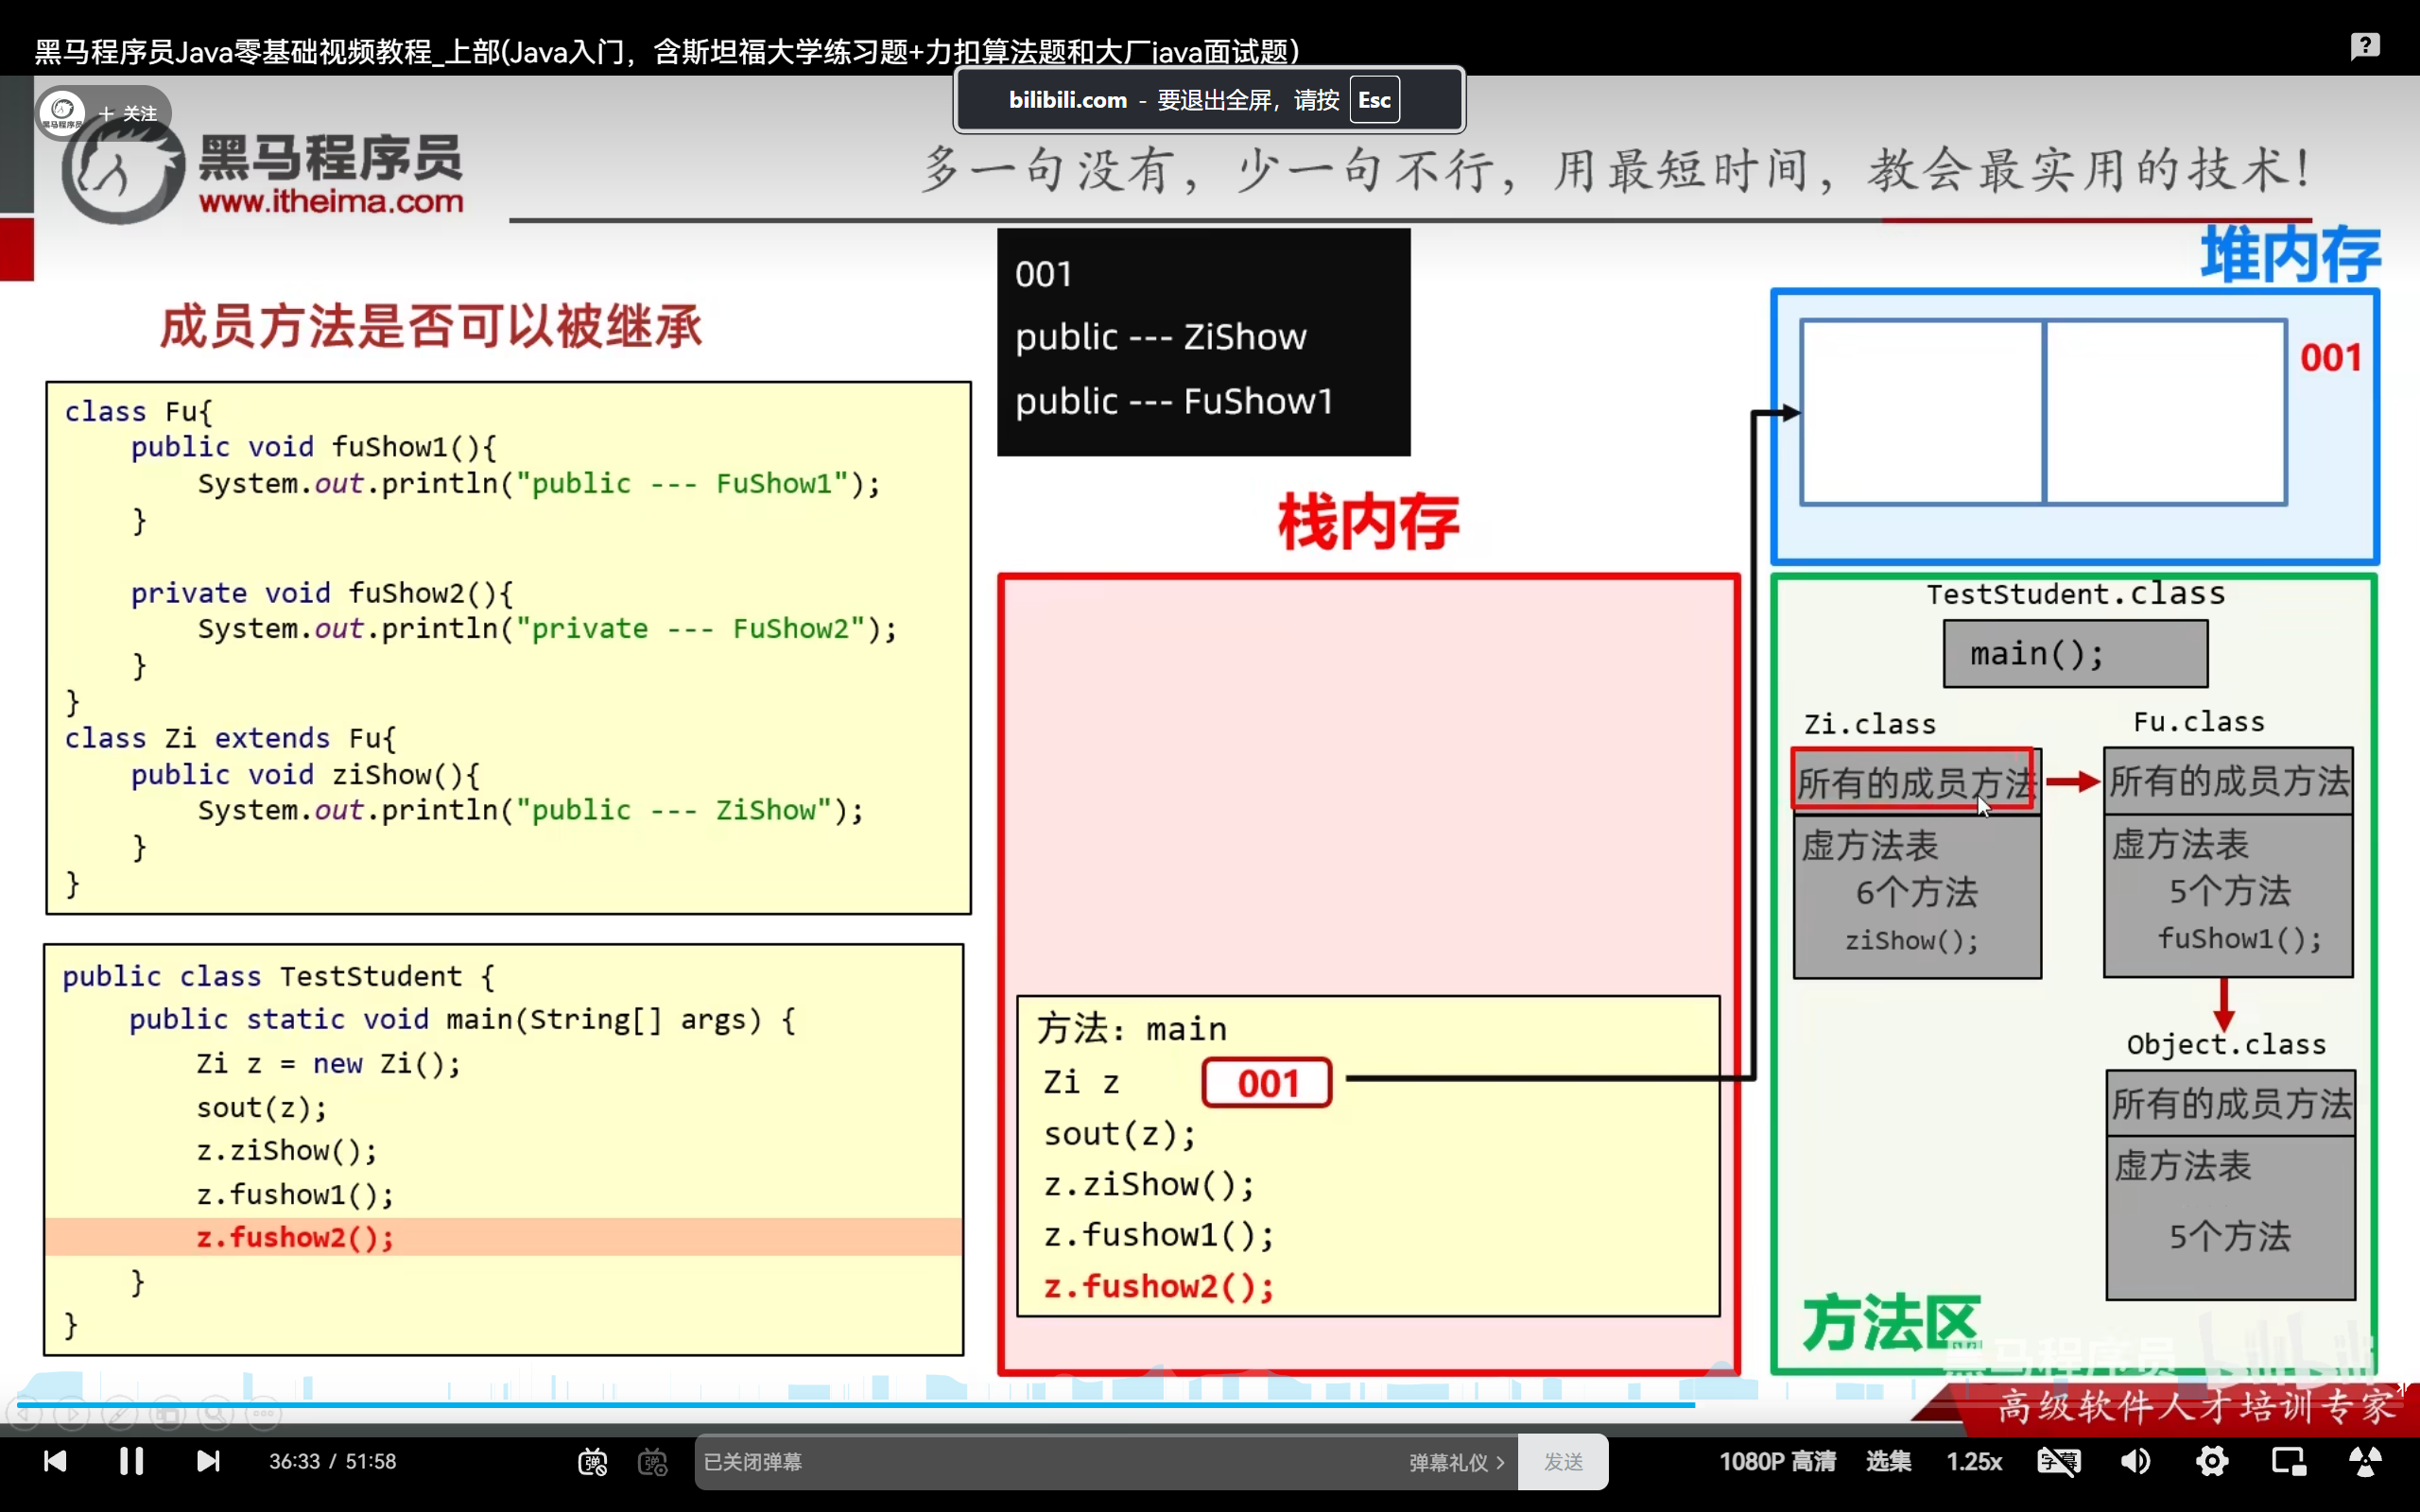 黑马程序员Java零基础视频教程_上部(Java入门，含斯坦福大学练习题+力扣算法题和大厂java面试题)
bilibili.com - 要退出全屏，请按 Esc
+ 关注
黑马程序员
www.itheima.com
多一句没有，少一句不行，用最短时间，教会最实用的技术！
成员方法是否可以被继承
class Fu{
public void fuShow1(){
System.out.println("public --- FuShow1");
}
private void fuShow2(){
System.out.println("private --- FuShow2");
}
}
class Zi extends Fu{
public void ziShow(){
System.out.println("public --- ZiShow");
}
}
public class TestStudent {
public static void main(String[] args) {
Zi z = new Zi();
sout(z);
z.ziShow();
z.fushow1();
z.fushow2();
}
}
001
public --- ZiShow
public --- FuShow1
栈内存
方法：main
Zi z 001
sout(z);
z.ziShow();
z.fushow1();
z.fushow2();
堆内存
001
TestStudent.class
main();
Zi.class
所有的成员方法
虚方法表
6个方法
ziShow();
Fu.class
所有的成员方法
虚方法表
5个方法
fuShow1();
Object.class
所有的成员方法
虚方法表
5个方法
方法区
黑马程序员 bilibili
高级软件人才培训专家
36:33 / 51:58
已关闭弹幕
弹幕礼仪 >
发送
1080P 高清
选集
1.25x